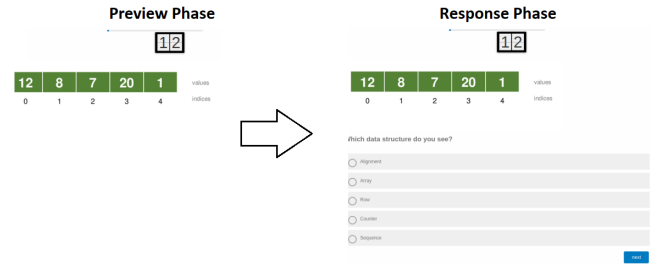 Preview Phase
Response Phase
12
12
12 8 7 20 1 values
0 1 2 3 4 indices
12 8 7 20 1 values
0 1 2 3 4 indices
Which data structure do you see?
Alignment
Array
Row
Counter
Sequence
next